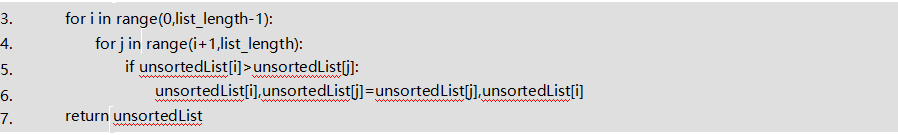 3. for i in range(0,list_length-1):
4. for j in range(i+1,list_length):
5. if unsortedList[i]>unsortedList[j]:
6. unsortedList[i],unsortedList[j]=unsortedList[j],unsortedList[i]
7. return unsortedList